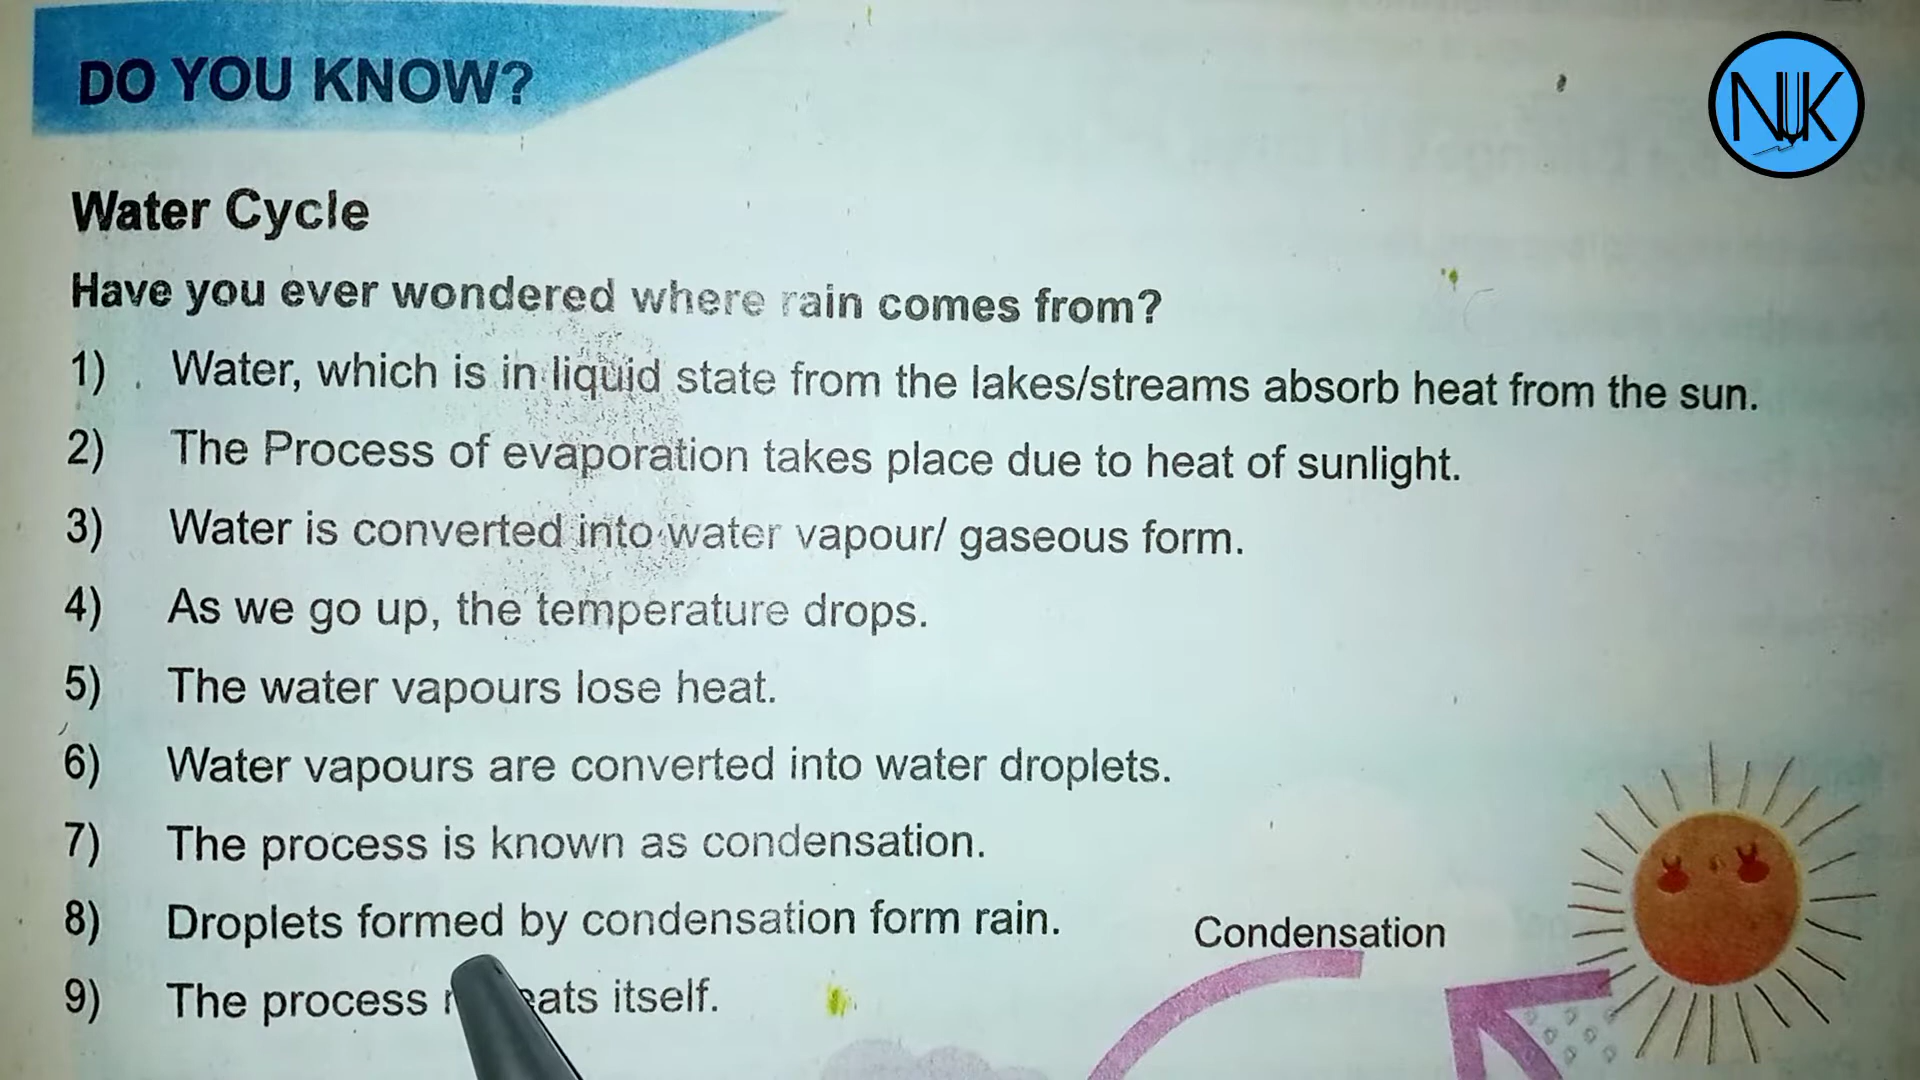 DO YOU KNOW?
NUK
Water Cycle
Have you ever wondered where rain comes from?
1) Water, which is in liquid state from the lakes/streams absorb heat from the sun.
2) The Process of evaporation takes place due to heat of sunlight.
3) Water is converted into water vapour/ gaseous form.
4) As we go up, the temperature drops.
5) The water vapours lose heat.
6) Water vapours are converted into water droplets.
7) The process is known as condensation.
8) Droplets formed by condensation form rain.
Condensation
9) The process itself.